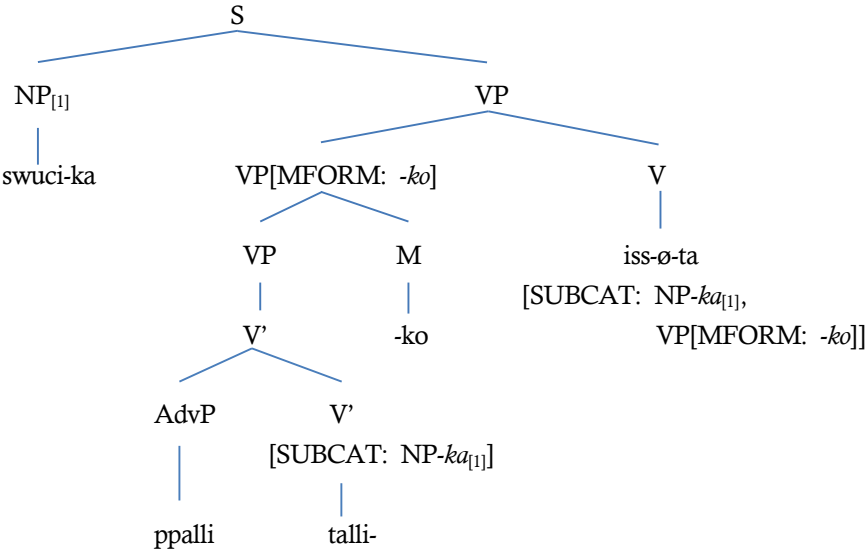 S
NP[1] VP
swuci-ka VP[MFORM: -ko] V
VP M iss-ø-ta
[SUBCAT: NP-ka[1],
V' -ko VP[MFORM: -ko]]
AdvP V'
[SUBCAT: NP-ka[1]]
ppalli talli-